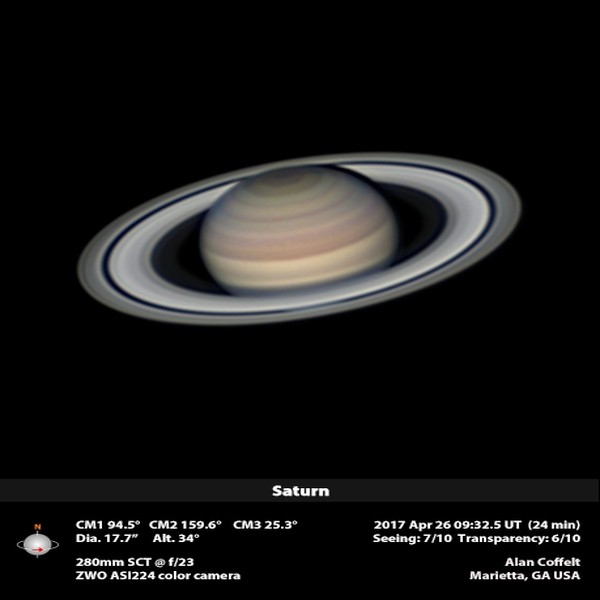 Saturn
N
CM1 94.5° CM2 159.6° CM3 25.3°
Dia. 17.7" Alt. 34°
280mm SCT @ f/23
ZWO ASI224 color camera
2017 Apr 26 09:32.5 UT (24 min)
Seeing: 7/10 Transparency: 6/10
Alan Coffelt
Marietta, GA USA